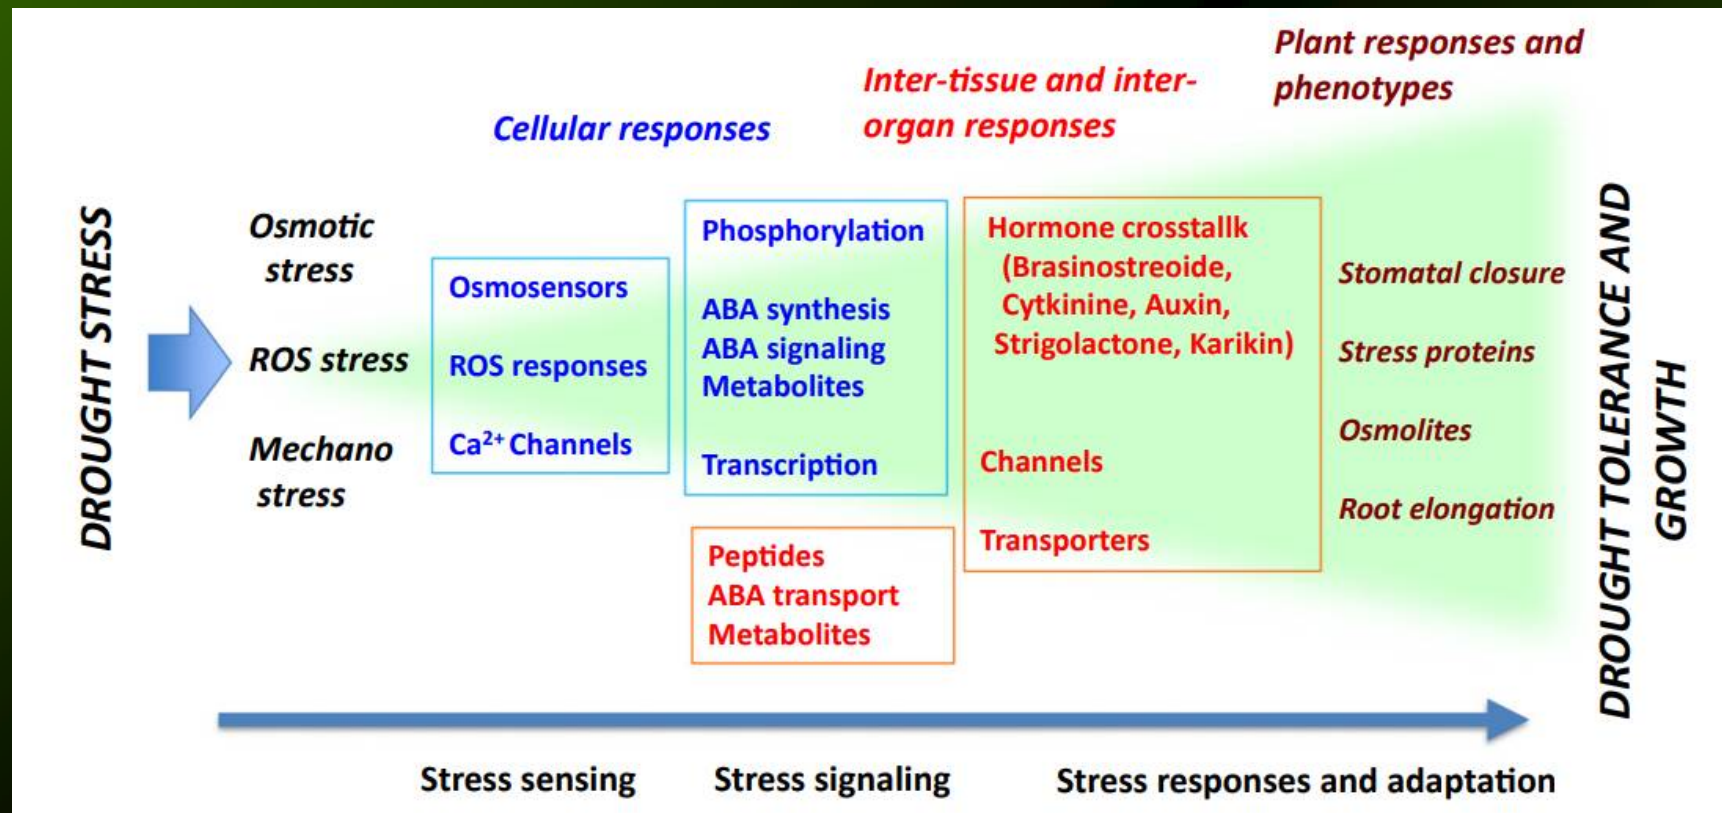 DROUGHT STRESS
Osmotic
stress
ROS stress
Mechano
stress
Cellular responses
Osmosensors
ROS responses
Ca²⁺ Channels
Phosphorylation
ABA synthesis
ABA signaling
Metabolites
Transcription
Peptides
ABA transport
Metabolites
Inter-tissue and inter-
organ responses
Hormone crosstallk
(Brasinostreoide,
Cytkinine, Auxin,
Strigolactone, Karikin)
Channels
Transporters
Plant responses and
phenotypes
Stomatal closure
Stress proteins
Osmolites
Root elongation
DROUGHT TOLERANCE AND
GROWTH
Stress sensing
Stress signaling
Stress responses and adaptation